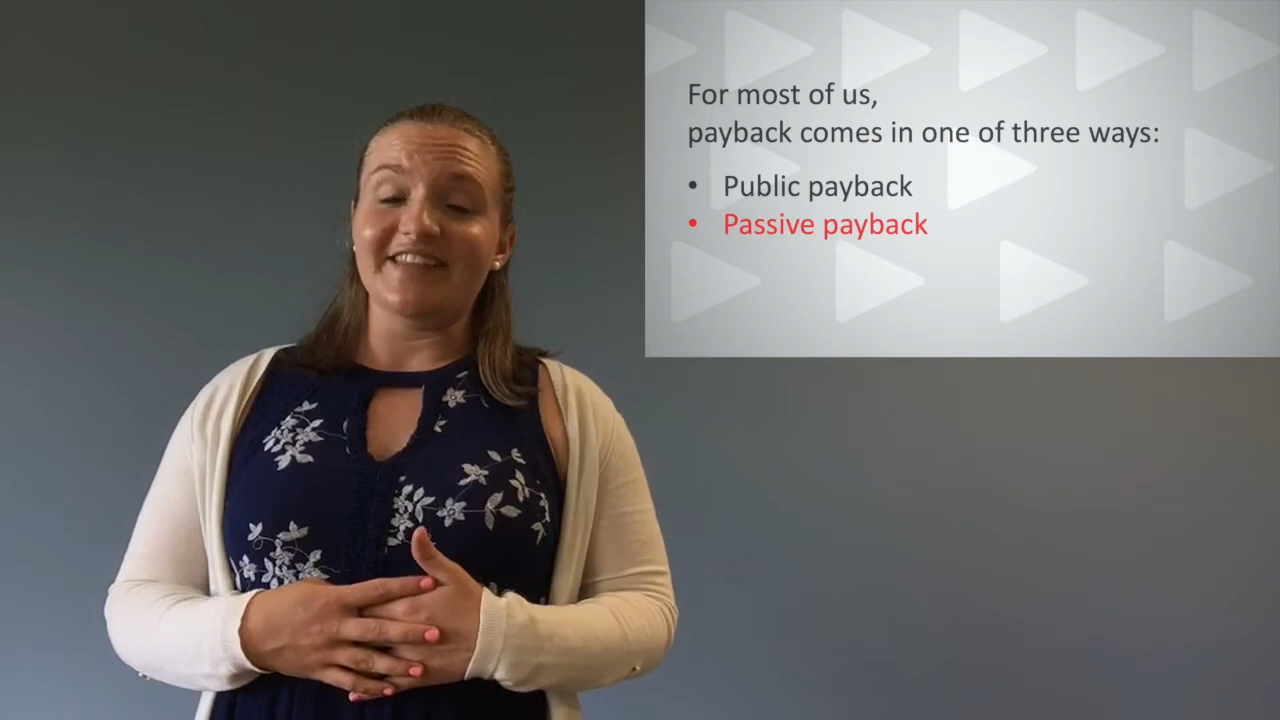 For most of us,
payback comes in one of three ways:
• Public payback
• Passive payback